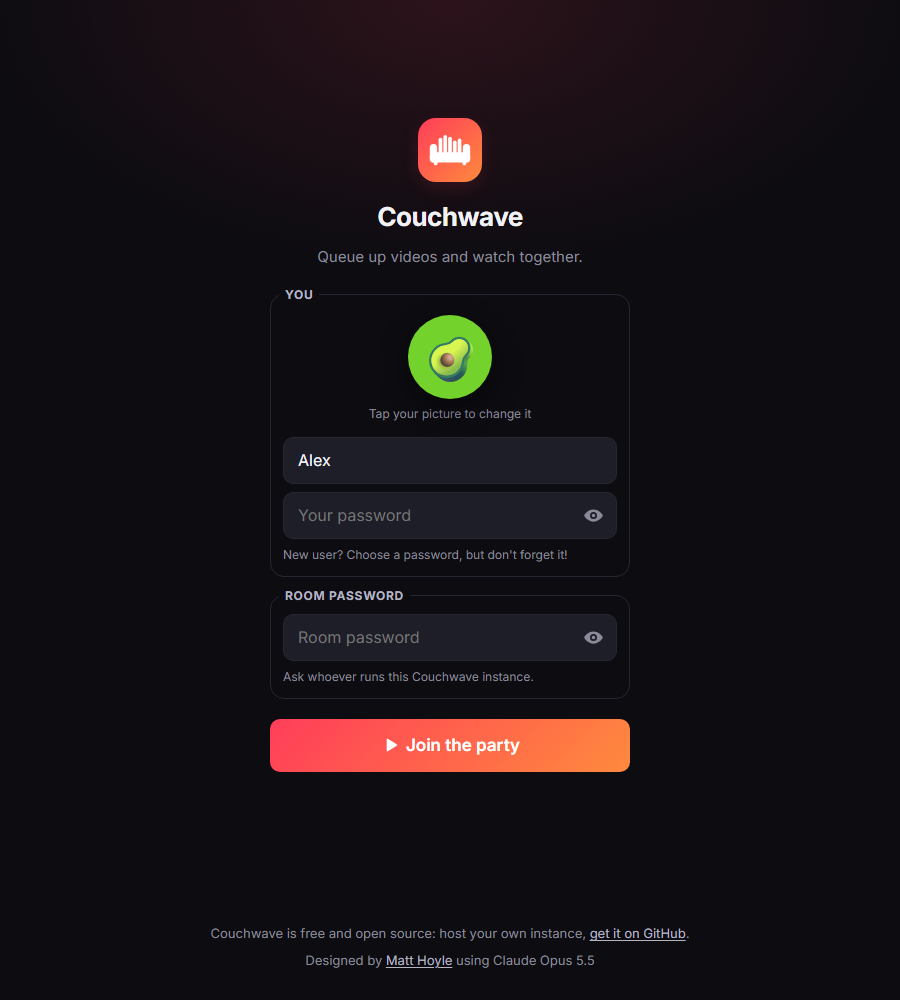 Couchwave
Queue up videos and watch together.
YOU
Tap your picture to change it
Alex
Your password
New user? Choose a password, but don't forget it!
ROOM PASSWORD
Room password
Ask whoever runs this Couchwave instance.
Join the party
Couchwave is free and open source: host your own instance, get it on GitHub.
Designed by Matt Hoyle using Claude Opus 5.5